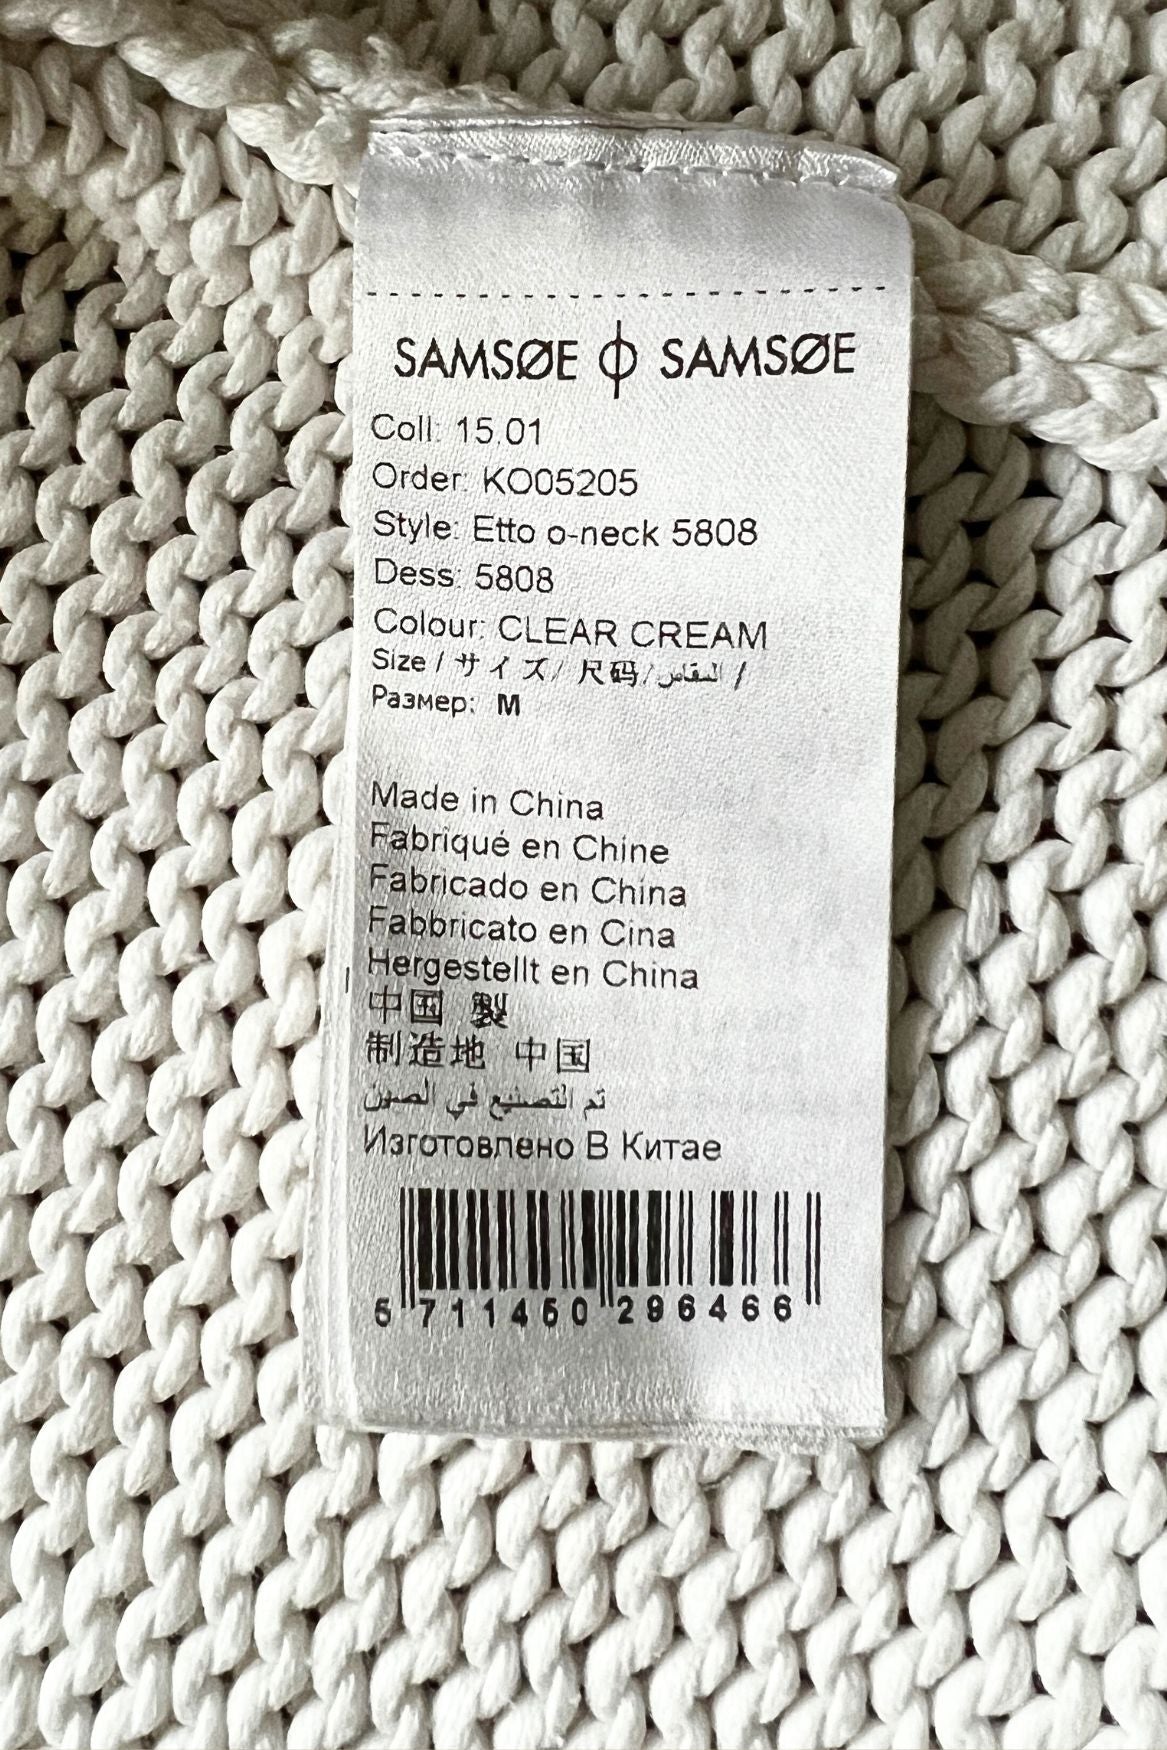 SAMSØE ɸ SAMSØE
Coll: 15.01
Order: KO05205
Style: Etto o-neck 5808
Dess: 5808
Colour: CLEAR CREAM
Size / サイズ/ 尺码/ المقاس /
Размер: M
Made in China
Fabriqué en Chine
Fabricado en China
Fabbricato en Cina
Hergestellt en China
中国 製
制造地 中国
تم التصنيع في الصين
Изготовлено В Китае
5 711450 296466